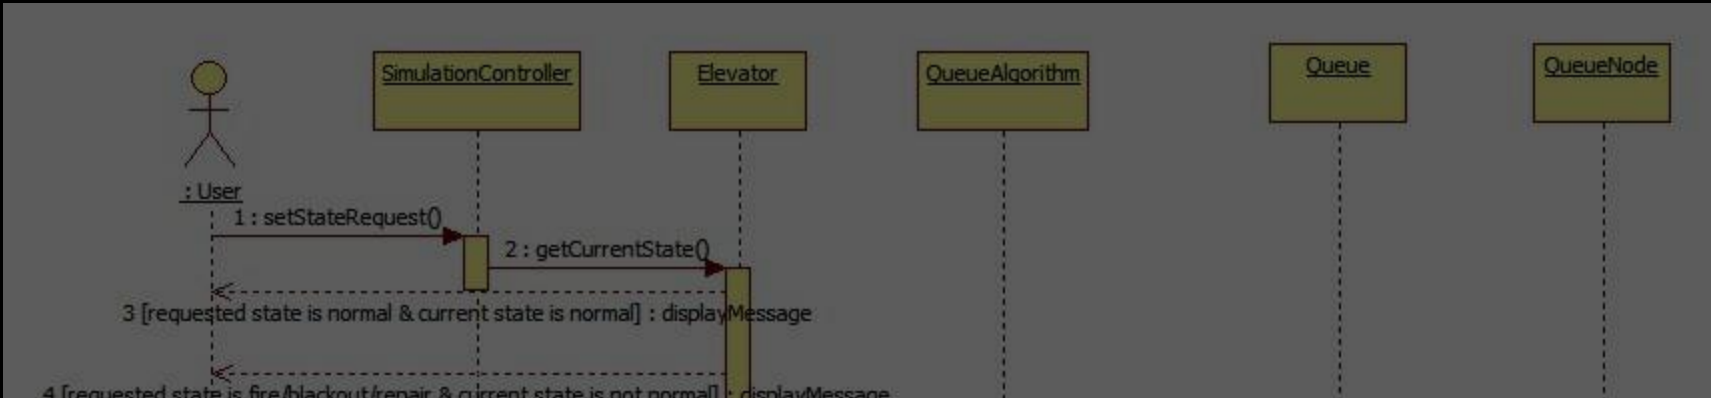 SimulationController
Elevator
QueueAlgorithm
Queue
QueueNode
: User
1 : setStateRequest()
2 : getCurrentState()
3 [requested state is normal & current state is normal] : displayMessage
4 [requested state is fire/blackout/repair & current state is not normal] : displayMessage